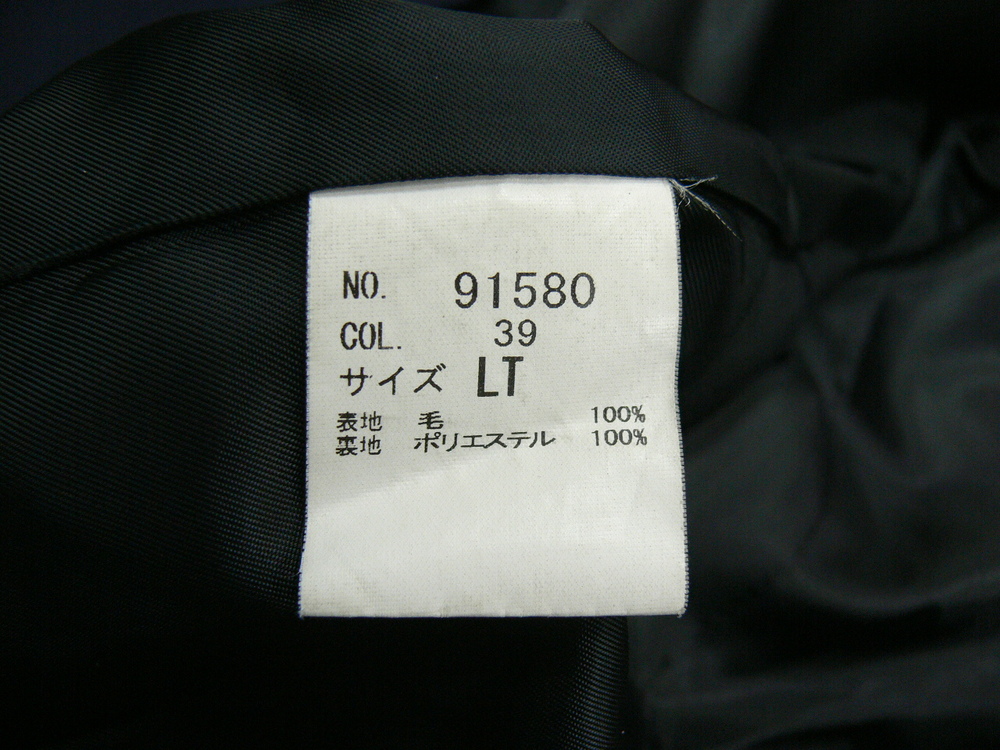 NO. 91580
COL. 39
サイズ LT
表地 毛 100%
裏地 ポリエステル 100%